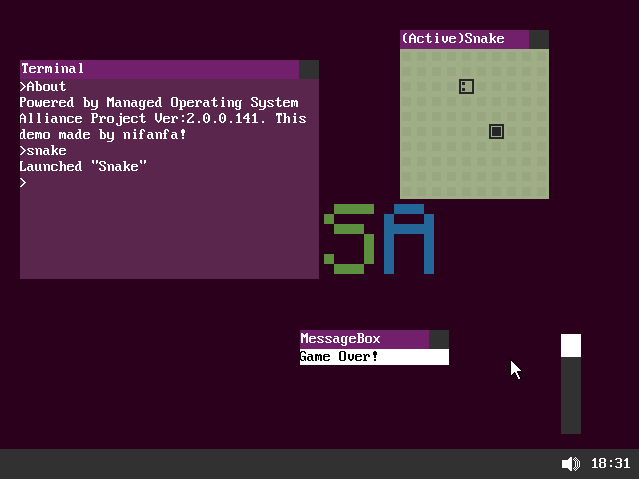 (Active)Snake
Terminal
>About
Powered by Managed Operating System
Alliance Project Ver:2.0.0.141. This
demo made by nifanfa!
>snake
Launched "Snake"
>
SA
MessageBox
Game Over!
18:31